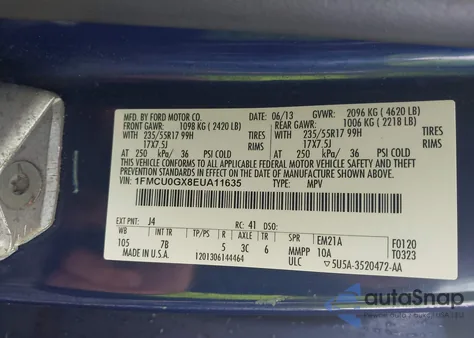 MFD. BY FORD MOTOR CO.
06/13 GVWR: 2096 KG (4620 LB)
FRONT GAWR: 1098 KG (2420 LB) TIRES
REAR GAWR: 1006 KG (2218 LB) TIRES
WITH 235/55R17 99H RIMS WITH 235/55R17 99H RIMS
17X7.5J 17X7.5J
AT 250 kPa/ 36 PSI COLD AT 250 kPa/ 36 PSI COLD
THIS VEHICLE CONFORMS TO ALL APPLICABLE FEDERAL MOTOR VEHICLE SAFETY AND THEFT PREVENTION STANDARDS IN EFFECT ON THE DATE OF MANUFACTURE SHOWN ABOVE.
VIN: 1FMCU0GX8EUA11635 TYPE: MPV
EXT PNT: J4 RC: 41 DSO:
WB TP/PS R AXLE TR SPR EM21A F0120
105 7B 5 3C 6 MMPP 10A T0323
MADE IN U.S.A. 1201306144464 ULC 5U5A-3520472-AA
autoSnap